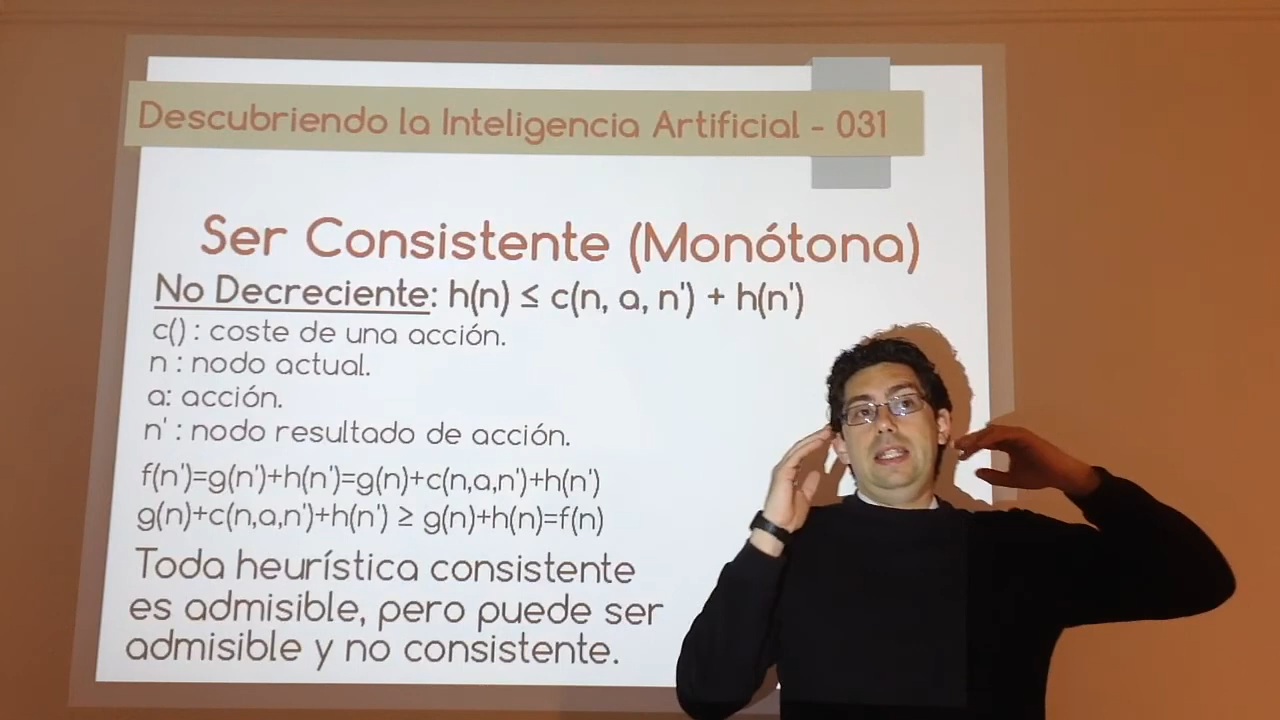 Descubriendo la Inteligencia Artificial - 031
Ser Consistente (Monótona)
No Decreciente: h(n) ≤ c(n, a, n') + h(n')
c() : coste de una acción.
n : nodo actual.
a: acción.
n' : nodo resultado de acción.
f(n')=g(n')+h(n')=g(n)+c(n,a,n')+h(n')
g(n)+c(n,a,n')+h(n') ≥ g(n)+h(n)=f(n)
Toda heurística consistente
es admisible, pero puede ser
admisible y no consistente.